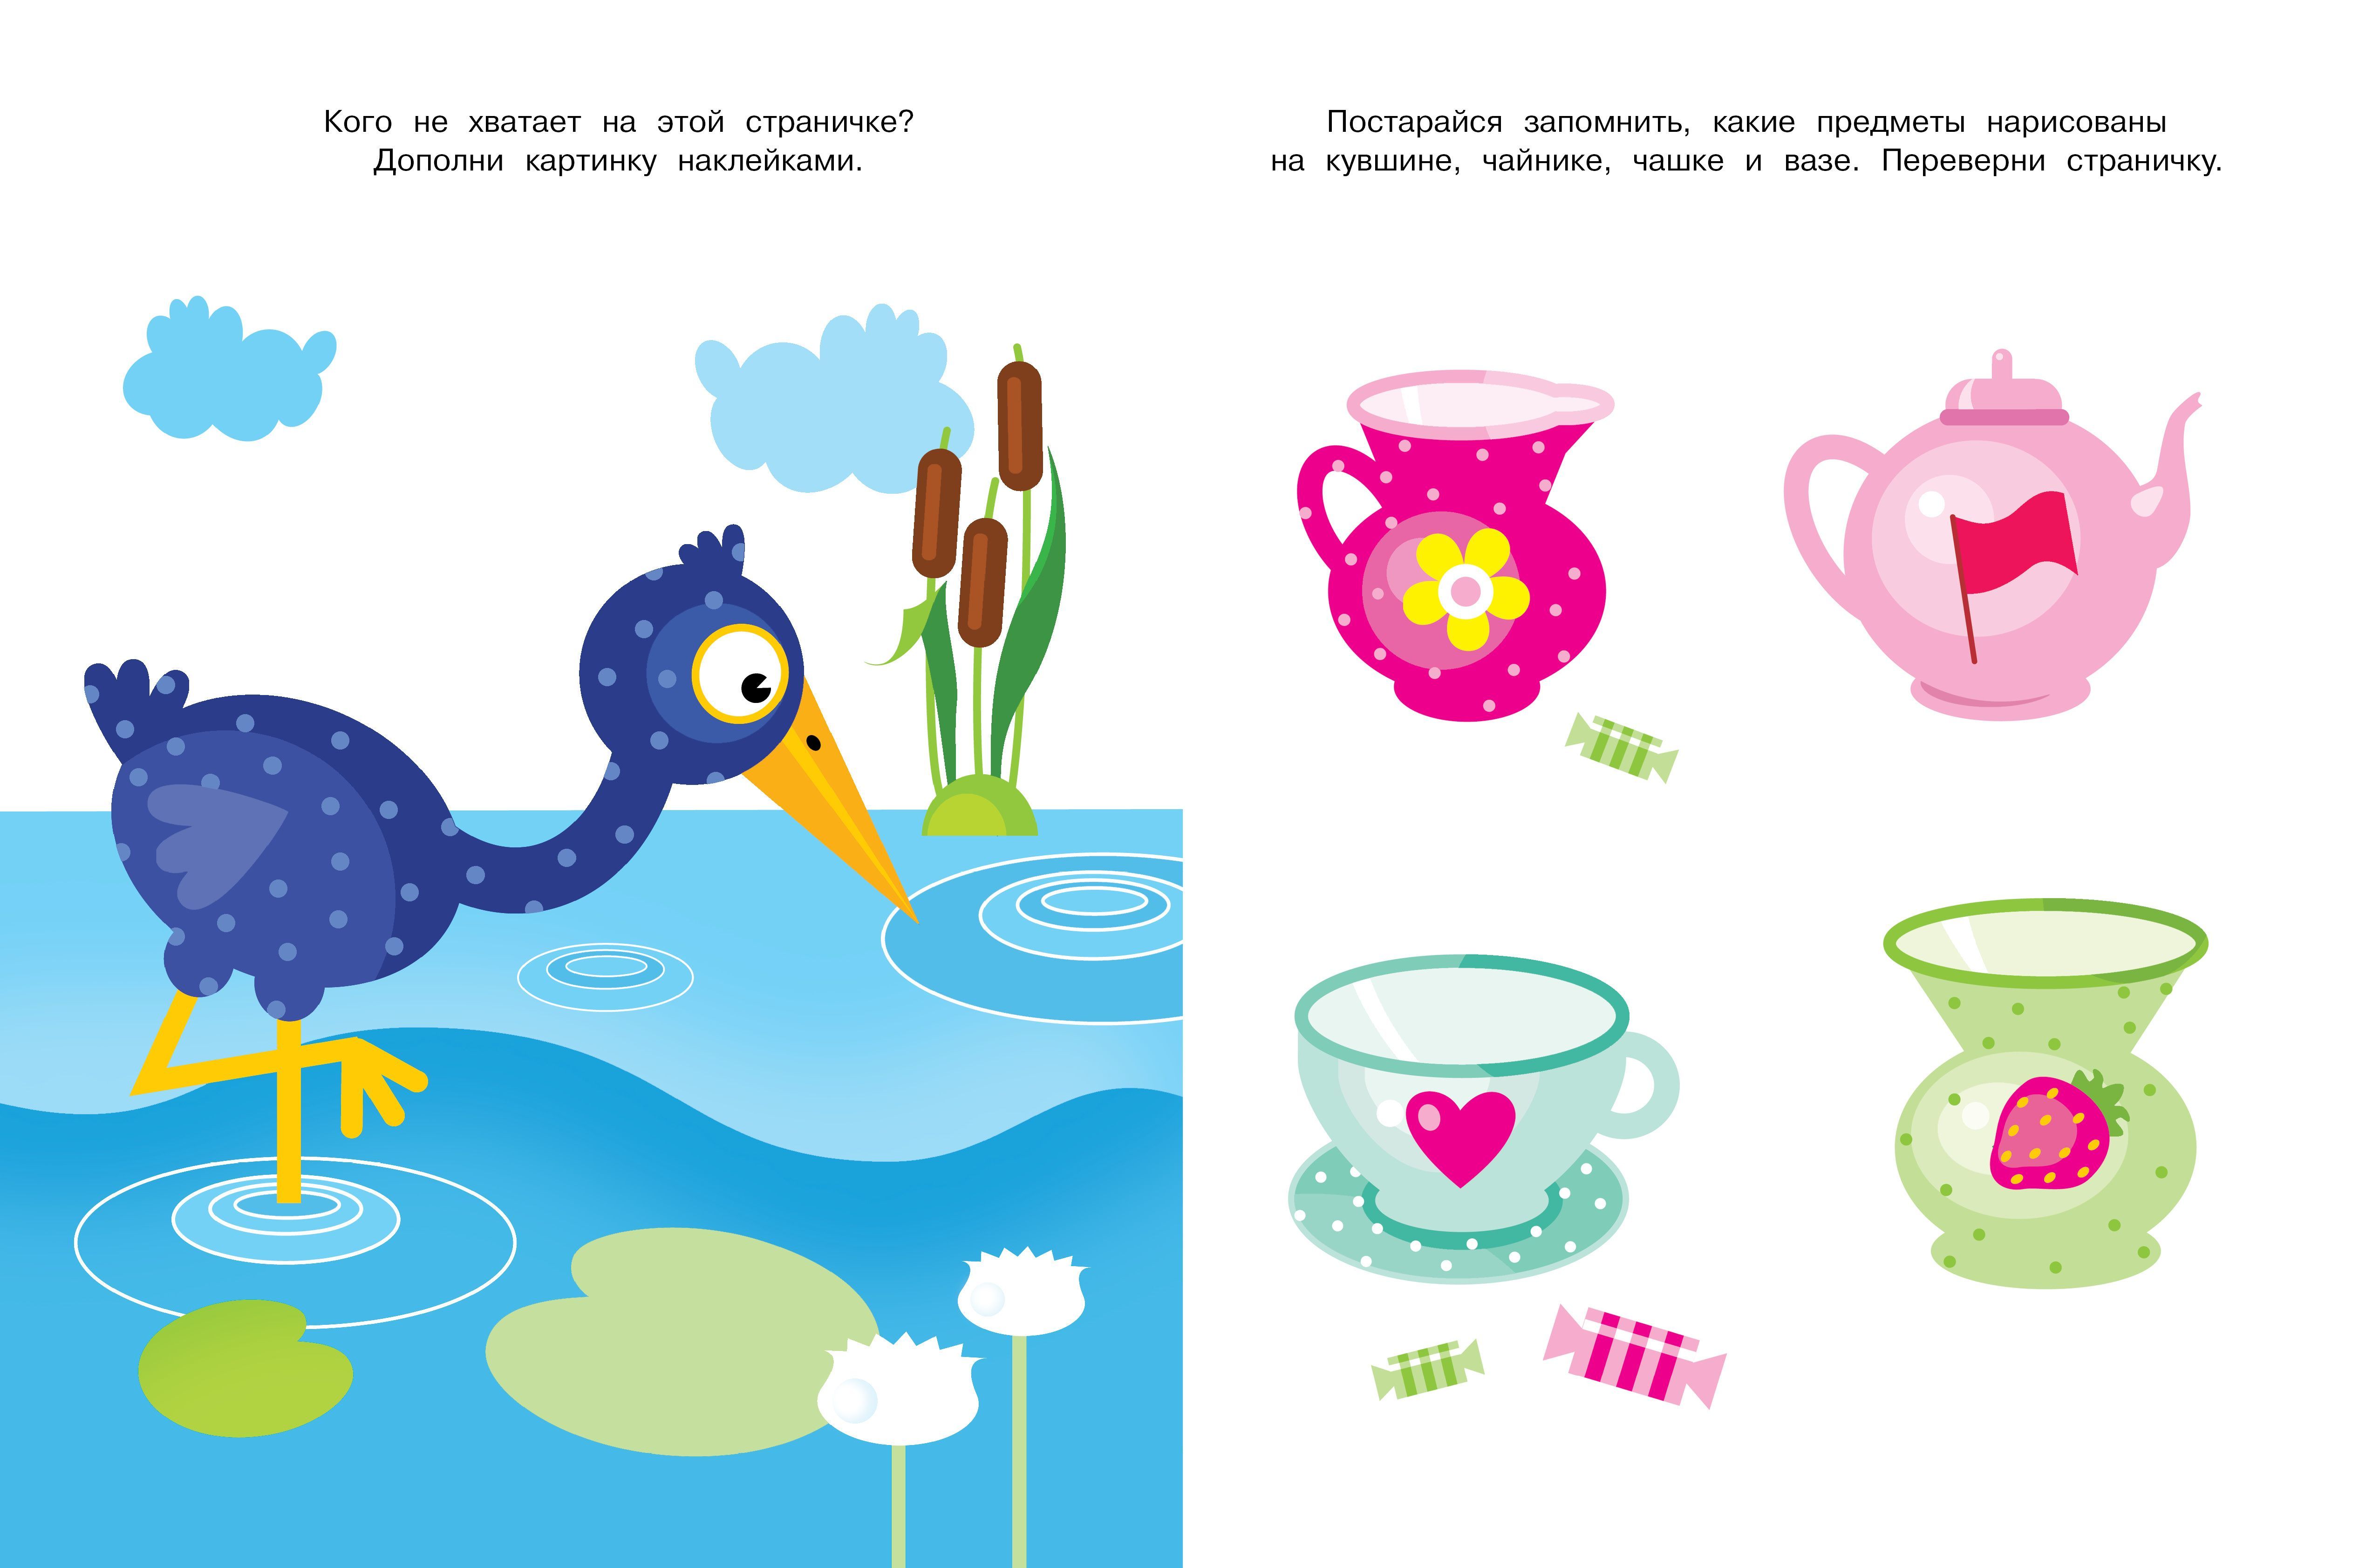 Кого не хватает на этой страничке?
Дополни картинку наклейками.
Постарайся запомнить, какие предметы нарисованы
на кувшине, чайнике, чашке и вазе. Переверни страничку.